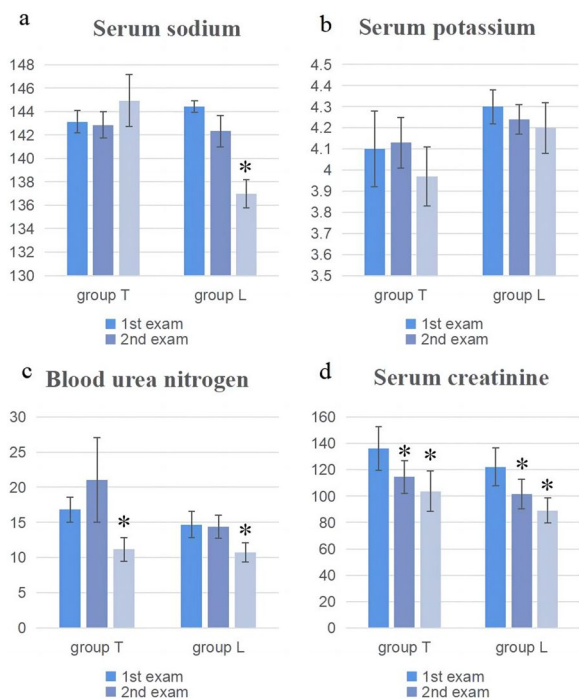 a
Serum sodium
148
146
144
142
140
138
136
134
132
130
*
group T group L
1st exam
2nd exam
b
Serum potassium
4.5
4.4
4.3
4.2
4.1
4
3.9
3.8
3.7
3.6
3.5
group T group L
1st exam
2nd exam
c
Blood urea nitrogen
30
25
20
15
10
5
0
* *
group T group L
1st exam
2nd exam
d
Serum creatinine
160
140
120
100
80
60
40
20
0
* * * *
group T group L
1st exam
2nd exam